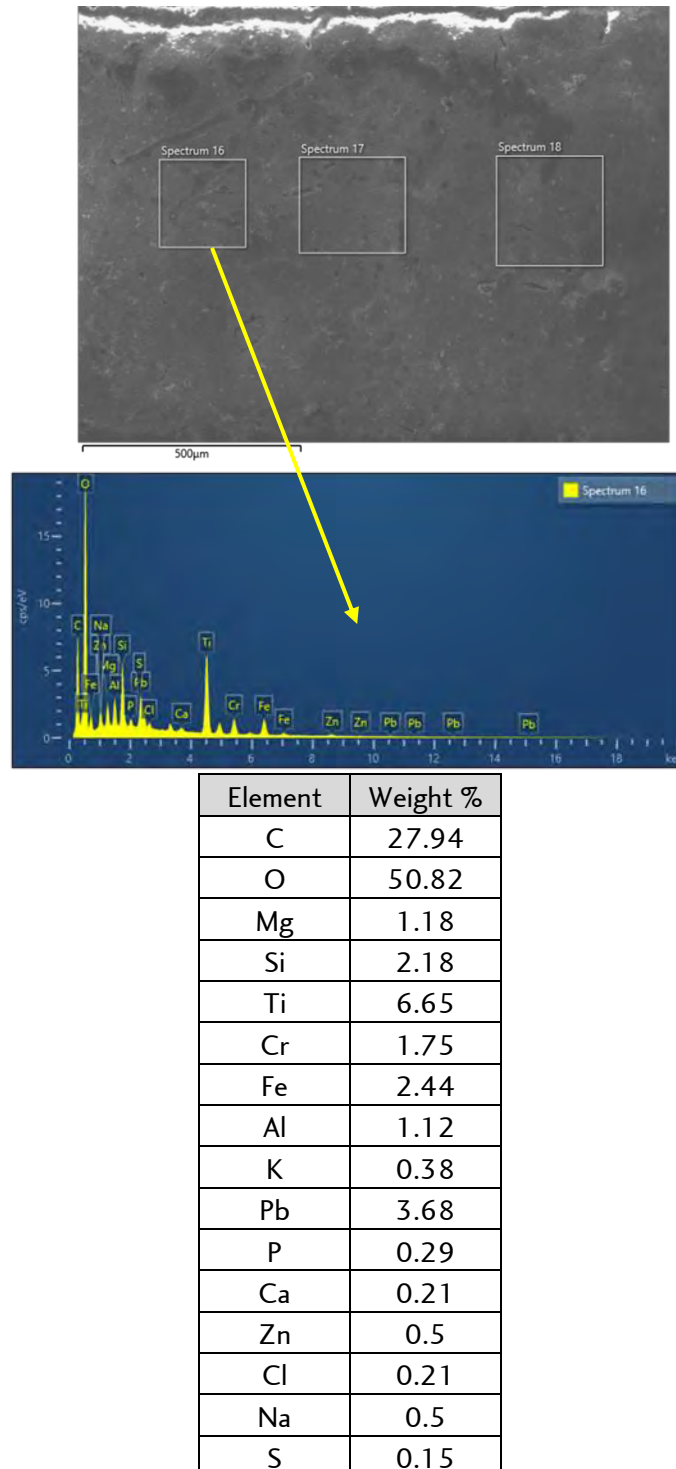 Spectrum 16
Spectrum 17
Spectrum 18
500µm
Spectrum 16
cps/eV
15
10
5
0
O
C
Na
Zn
Mg
Si
S
Fe
Al
Pb
Ti
P
Cl
Ca
Ti
Cr
Fe
Fe
Zn
Zn
Pb
Pb
Pb
Pb
0 2 4 6 8 10 12 14 16 18 ke
Element Weight %
C 27.94
O 50.82
Mg 1.18
Si 2.18
Ti 6.65
Cr 1.75
Fe 2.44
Al 1.12
K 0.38
Pb 3.68
P 0.29
Ca 0.21
Zn 0.5
Cl 0.21
Na 0.5
S 0.15